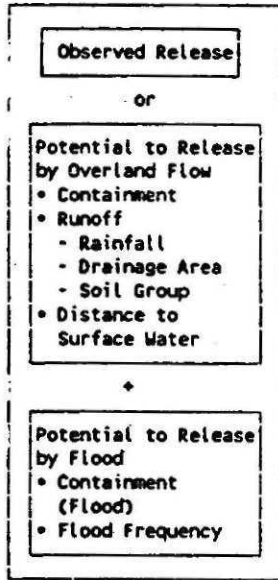 Observed Release
or
Potential to Release
by Overland Flow
• Containment
• Runoff
- Rainfall
- Drainage Area
- Soil Group
• Distance to
Surface Water
+
Potential to Release
by Flood
• Containment
(Flood)
• Flood Frequency